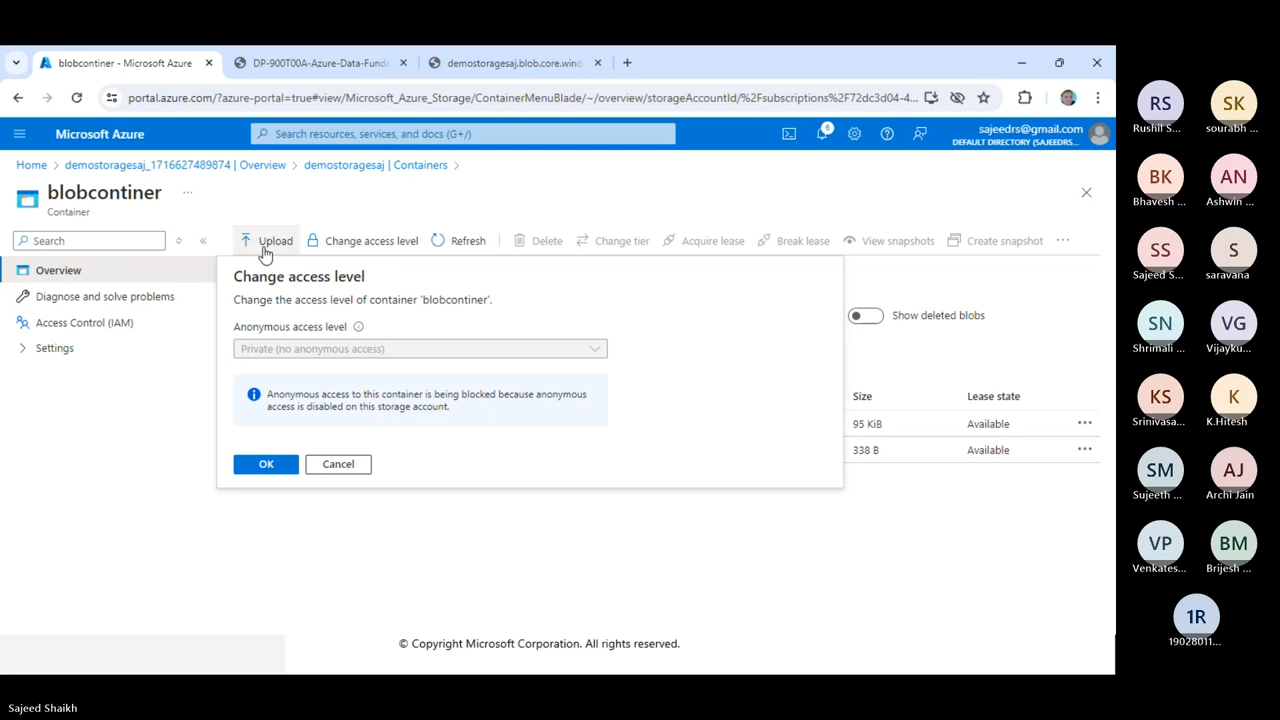 blobcontiner - Microsoft Azure
DP-900T00A-Azure-Data-Funda
demostoragesaj.blob.core.wind
portal.azure.com/?azure-portal=true#view/Microsoft_Azure_Storage/ContainerMenuBlade/~/overview/storageAccountId/%2Fsubscriptions%2F72dc3d04-4...
Microsoft Azure
Search resources, services, and docs (G+/)
6
sajeedrs@gmail.com
DEFAULT DIRECTORY (SAJEEDRS...
Home > demostoragesaj_1716627489874 | Overview > demostoragesaj | Containers >
blobcontiner ...
Container
Search
Upload
Change access level
Refresh
Delete
Change tier
Acquire lease
Break lease
View snapshots
Create snapshot
Overview
Diagnose and solve problems
Access Control (IAM)
Settings
Change access level
Change the access level of container 'blobcontiner'.
Anonymous access level
Private (no anonymous access)
Anonymous access to this container is being blocked because anonymous
access is disabled on this storage account.
OK
Cancel
Show deleted blobs
Size Lease state
95 KiB Available
338 B Available
© Copyright Microsoft Corporation. All rights reserved.
RS
Rushil S...
SK
sourabh ...
BK
Bhavesh ...
AN
Ashwin ...
SS
Sajeed S...
S
saravana
SN
Shrimali ...
VG
Vijayku...
KS
Srinivasa...
K
K.Hitesh
SM
Sujeeth ...
AJ
Archi Jain
VP
Venkates...
BM
Brijesh ...
1R
19028011...
Sajeed Shaikh